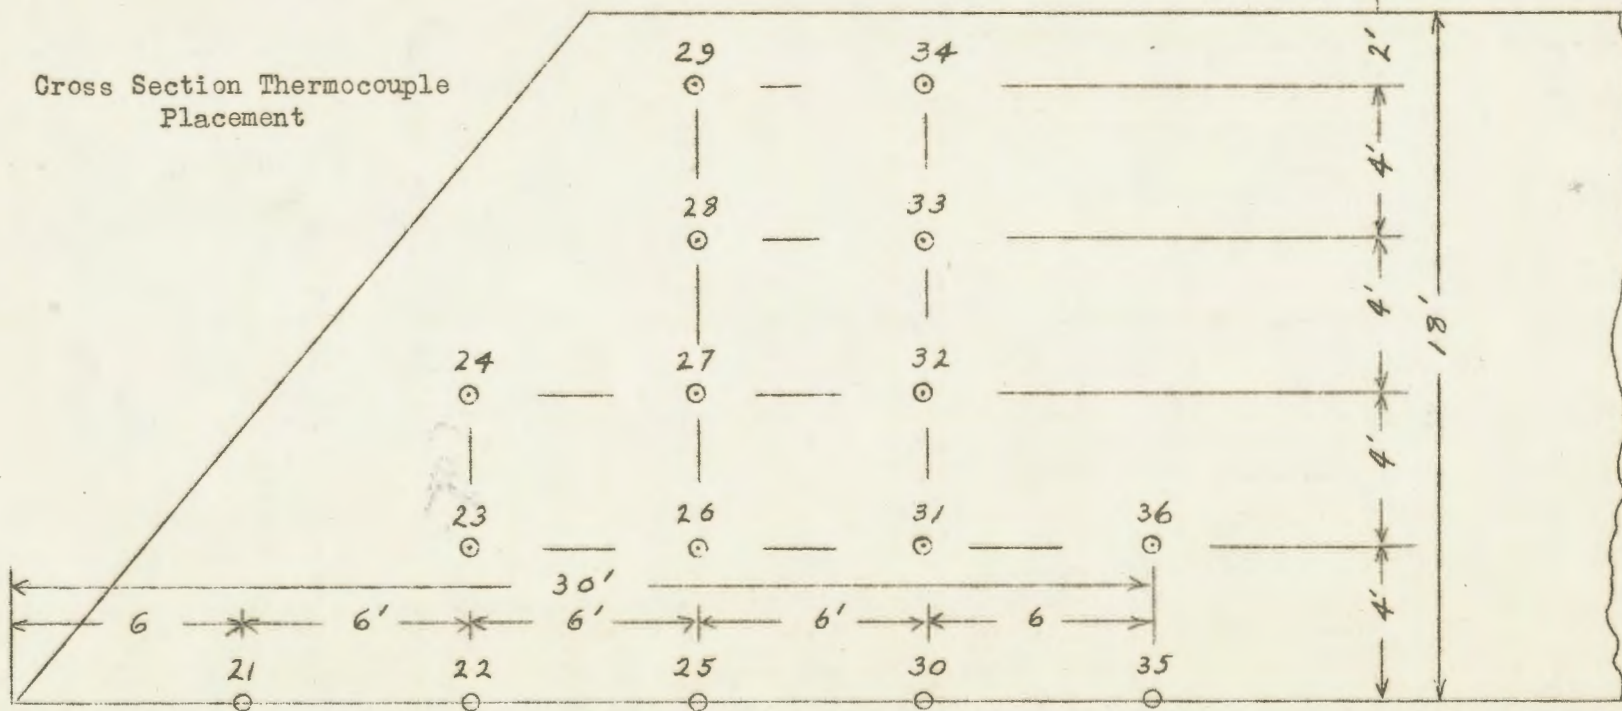 29 34 2'
Cross Section Thermocouple
Placement
4'
28 33
4'
18'
24 27 32
4'
23 26 31 36
30'
6 6' 6' 6' 6 4'
21 22 25 30 35